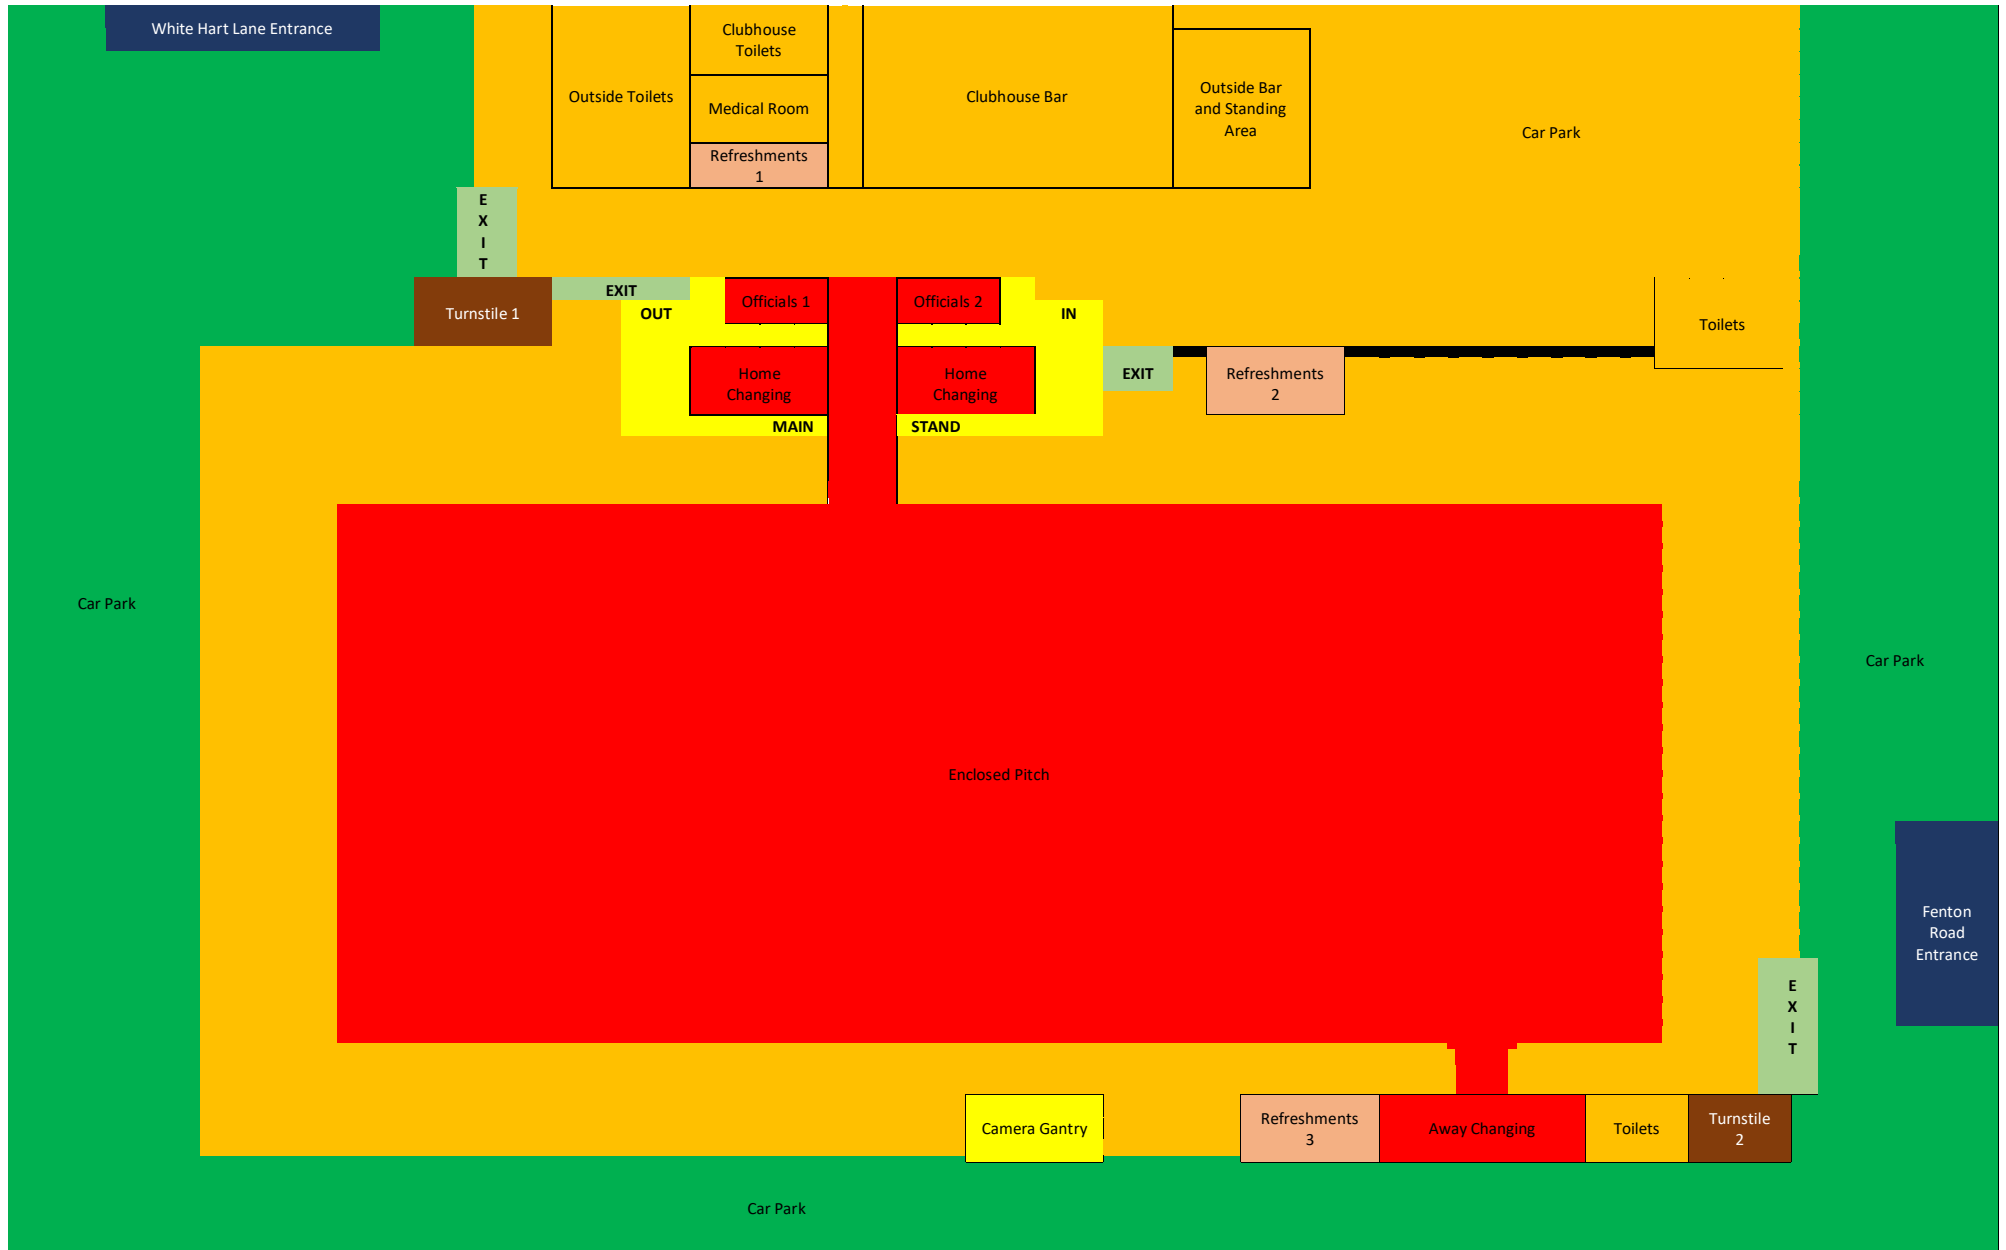 White Hart Lane Entrance
Clubhouse
Toilets
Outside Toilets
Medical Room
Refreshments
1
Clubhouse Bar
Outside Bar
and Standing
Area
Car Park
E
X
I
T
Turnstile 1
EXIT
OUT
Officials 1
Officials 2
IN
Toilets
Home
Changing
Home
Changing
EXIT
Refreshments
2
MAIN
STAND
Car Park
Car Park
Enclosed Pitch
Fenton
Road
Entrance
E
X
I
T
Camera Gantry
Refreshments
3
Away Changing
Toilets
Turnstile
2
Car Park